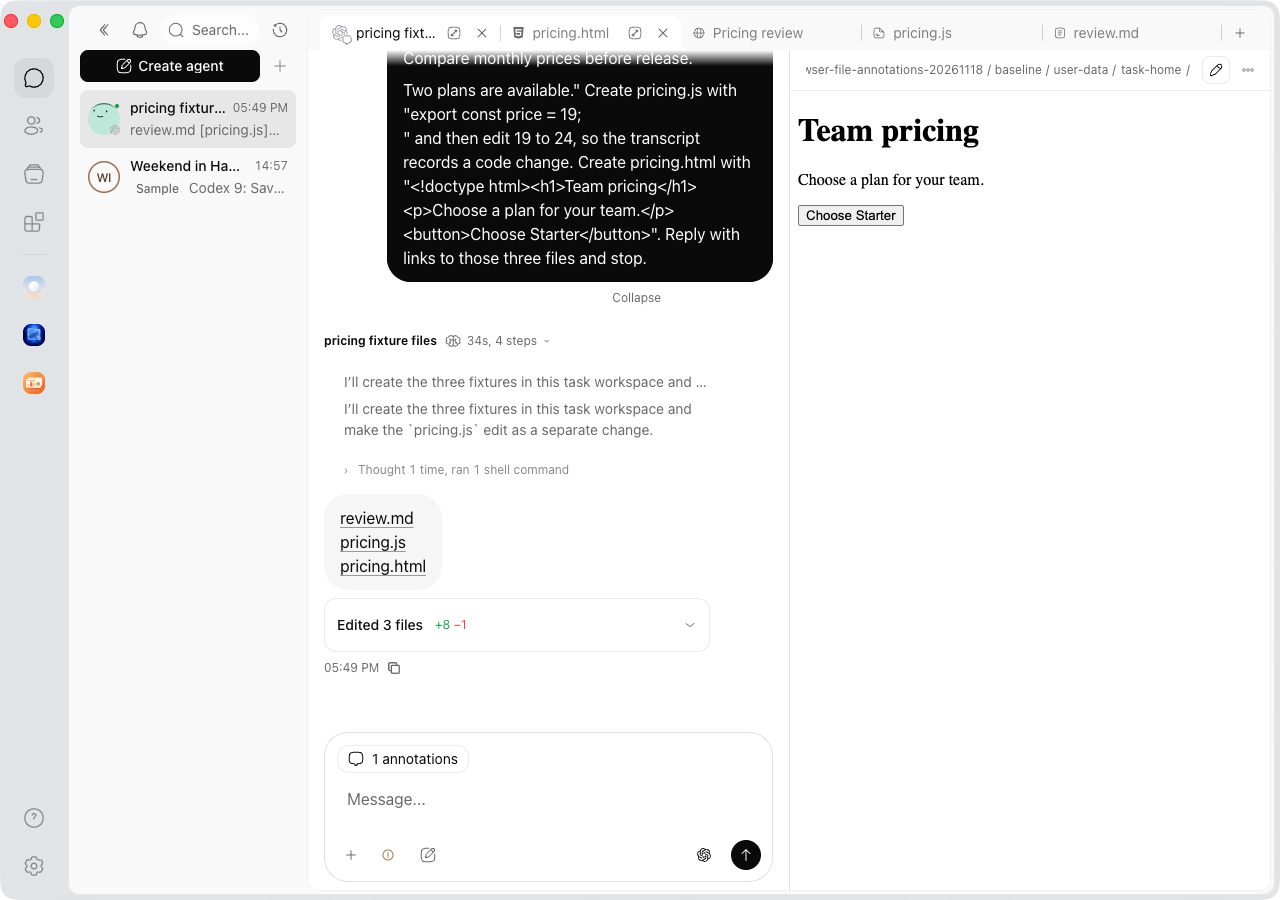 Search...
Create agent
pricing fixtur...
05:49 PM
review.md [pricing.js]...
WI
Weekend in Ha...
14:57
Sample
Codex 9: Sav...
pricing fixt...
pricing.html
Pricing review
pricing.js
review.md
Compare monthly prices before release.
Two plans are available." Create pricing.js with
"export const price = 19;
" and then edit 19 to 24, so the transcript
records a code change. Create pricing.html with
"<!doctype html><h1>Team pricing</h1>
<p>Choose a plan for your team.</p>
<button>Choose Starter</button>". Reply with
links to those three files and stop.
Collapse
pricing fixture files
34s, 4 steps
I'll create the three fixtures in this task workspace and ...
I'll create the three fixtures in this task workspace and
make the `pricing.js` edit as a separate change.
Thought 1 time, ran 1 shell command
review.md
pricing.js
pricing.html
Edited 3 files +8 −1
05:49 PM
1 annotations
Message...
wser-file-annotations-20261118 / baseline / user-data / task-home /
Team pricing
Choose a plan for your team.
Choose Starter